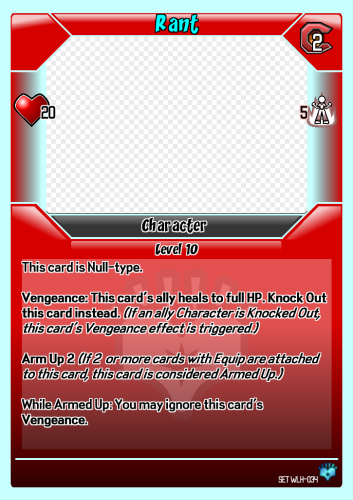 Rant
2
20
5
Character
Level 10
This card is Null-type.
Vengeance: This card's ally heals to full HP. Knock Out
this card instead. (If an ally Character is Knocked Out,
this card's Vengeance effect is triggered.)
Arm Up 2 (If 2 or more cards with Equip are attached
to this card, this card is considered Armed Up.)
While Armed Up: You may ignore this card's
Vengeance.
SET WLH-034